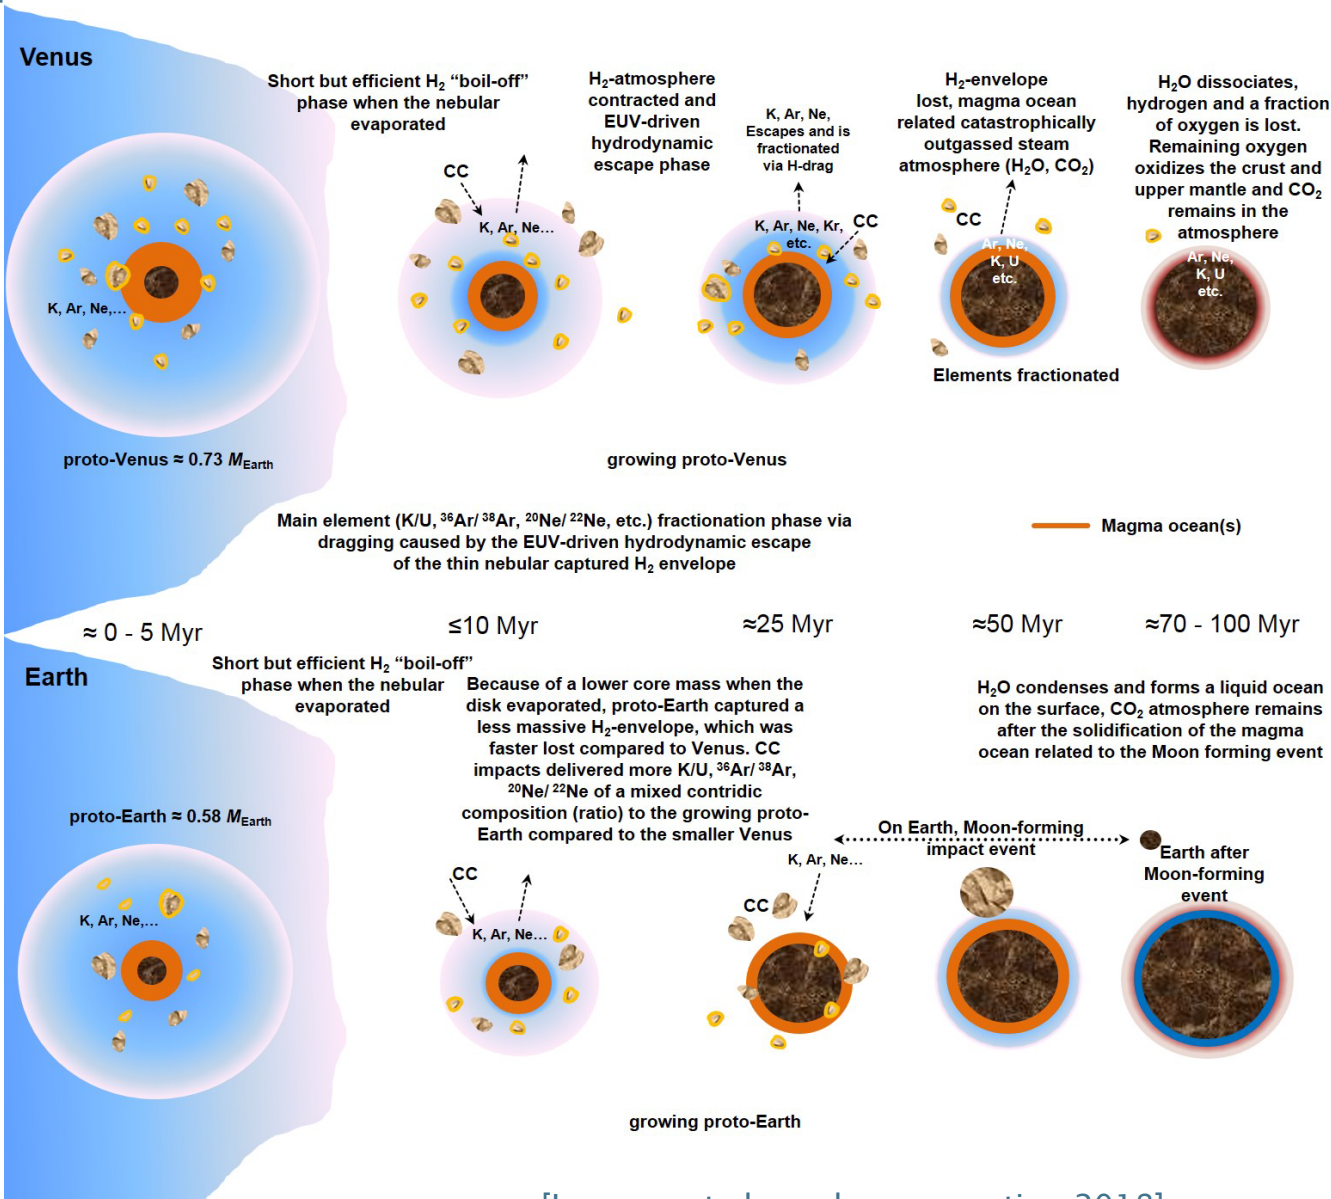 Venus
Short but efficient H₂ “boil-off”
phase when the nebular
evaporated
H₂-atmosphere
contracted and
EUV-driven
hydrodynamic
escape phase
K, Ar, Ne,
Escapes and is
fractionated
via H-drag
H₂-envelope
lost, magma ocean
related catastrophically
outgassed steam
atmosphere (H₂O, CO₂)
H₂O dissociates,
hydrogen and a fraction
of oxygen is lost.
Remaining oxygen
oxidizes the crust and
upper mantle and CO₂
remains in the
atmosphere
CC
K, Ar, Ne...
K, Ar, Ne, Kr,
etc.
CC
CC
Ar, Ne,
K, U
etc.
Ar, Ne,
K, U
etc.
K, Ar, Ne,...
Elements fractionated
proto-Venus ≈ 0.73 M_Earth
growing proto-Venus
Main element (K/U, ³⁶Ar/ ³⁸Ar, ²⁰Ne/ ²²Ne, etc.) fractionation phase via
dragging caused by the EUV-driven hydrodynamic escape
of the thin nebular captured H₂ envelope
Magma ocean(s)
≈ 0 - 5 Myr
≤10 Myr
≈25 Myr
≈50 Myr
≈70 - 100 Myr
Earth
Short but efficient H₂ “boil-off”
phase when the nebular
evaporated
Because of a lower core mass when the
disk evaporated, proto-Earth captured a
less massive H₂-envelope, which was
faster lost compared to Venus. CC
impacts delivered more K/U, ³⁶Ar/ ³⁸Ar,
²⁰Ne/ ²²Ne of a mixed contridic
composition (ratio) to the growing proto-
Earth compared to the smaller Venus
H₂O condenses and forms a liquid ocean
on the surface, CO₂ atmosphere remains
after the solidification of the magma
ocean related to the Moon forming event
proto-Earth ≈ 0.58 M_Earth
On Earth, Moon-forming
impact event
K, Ar, Ne...
Earth after
Moon-forming
event
CC
K, Ar, Ne...
CC
K, Ar, Ne,...
growing proto-Earth